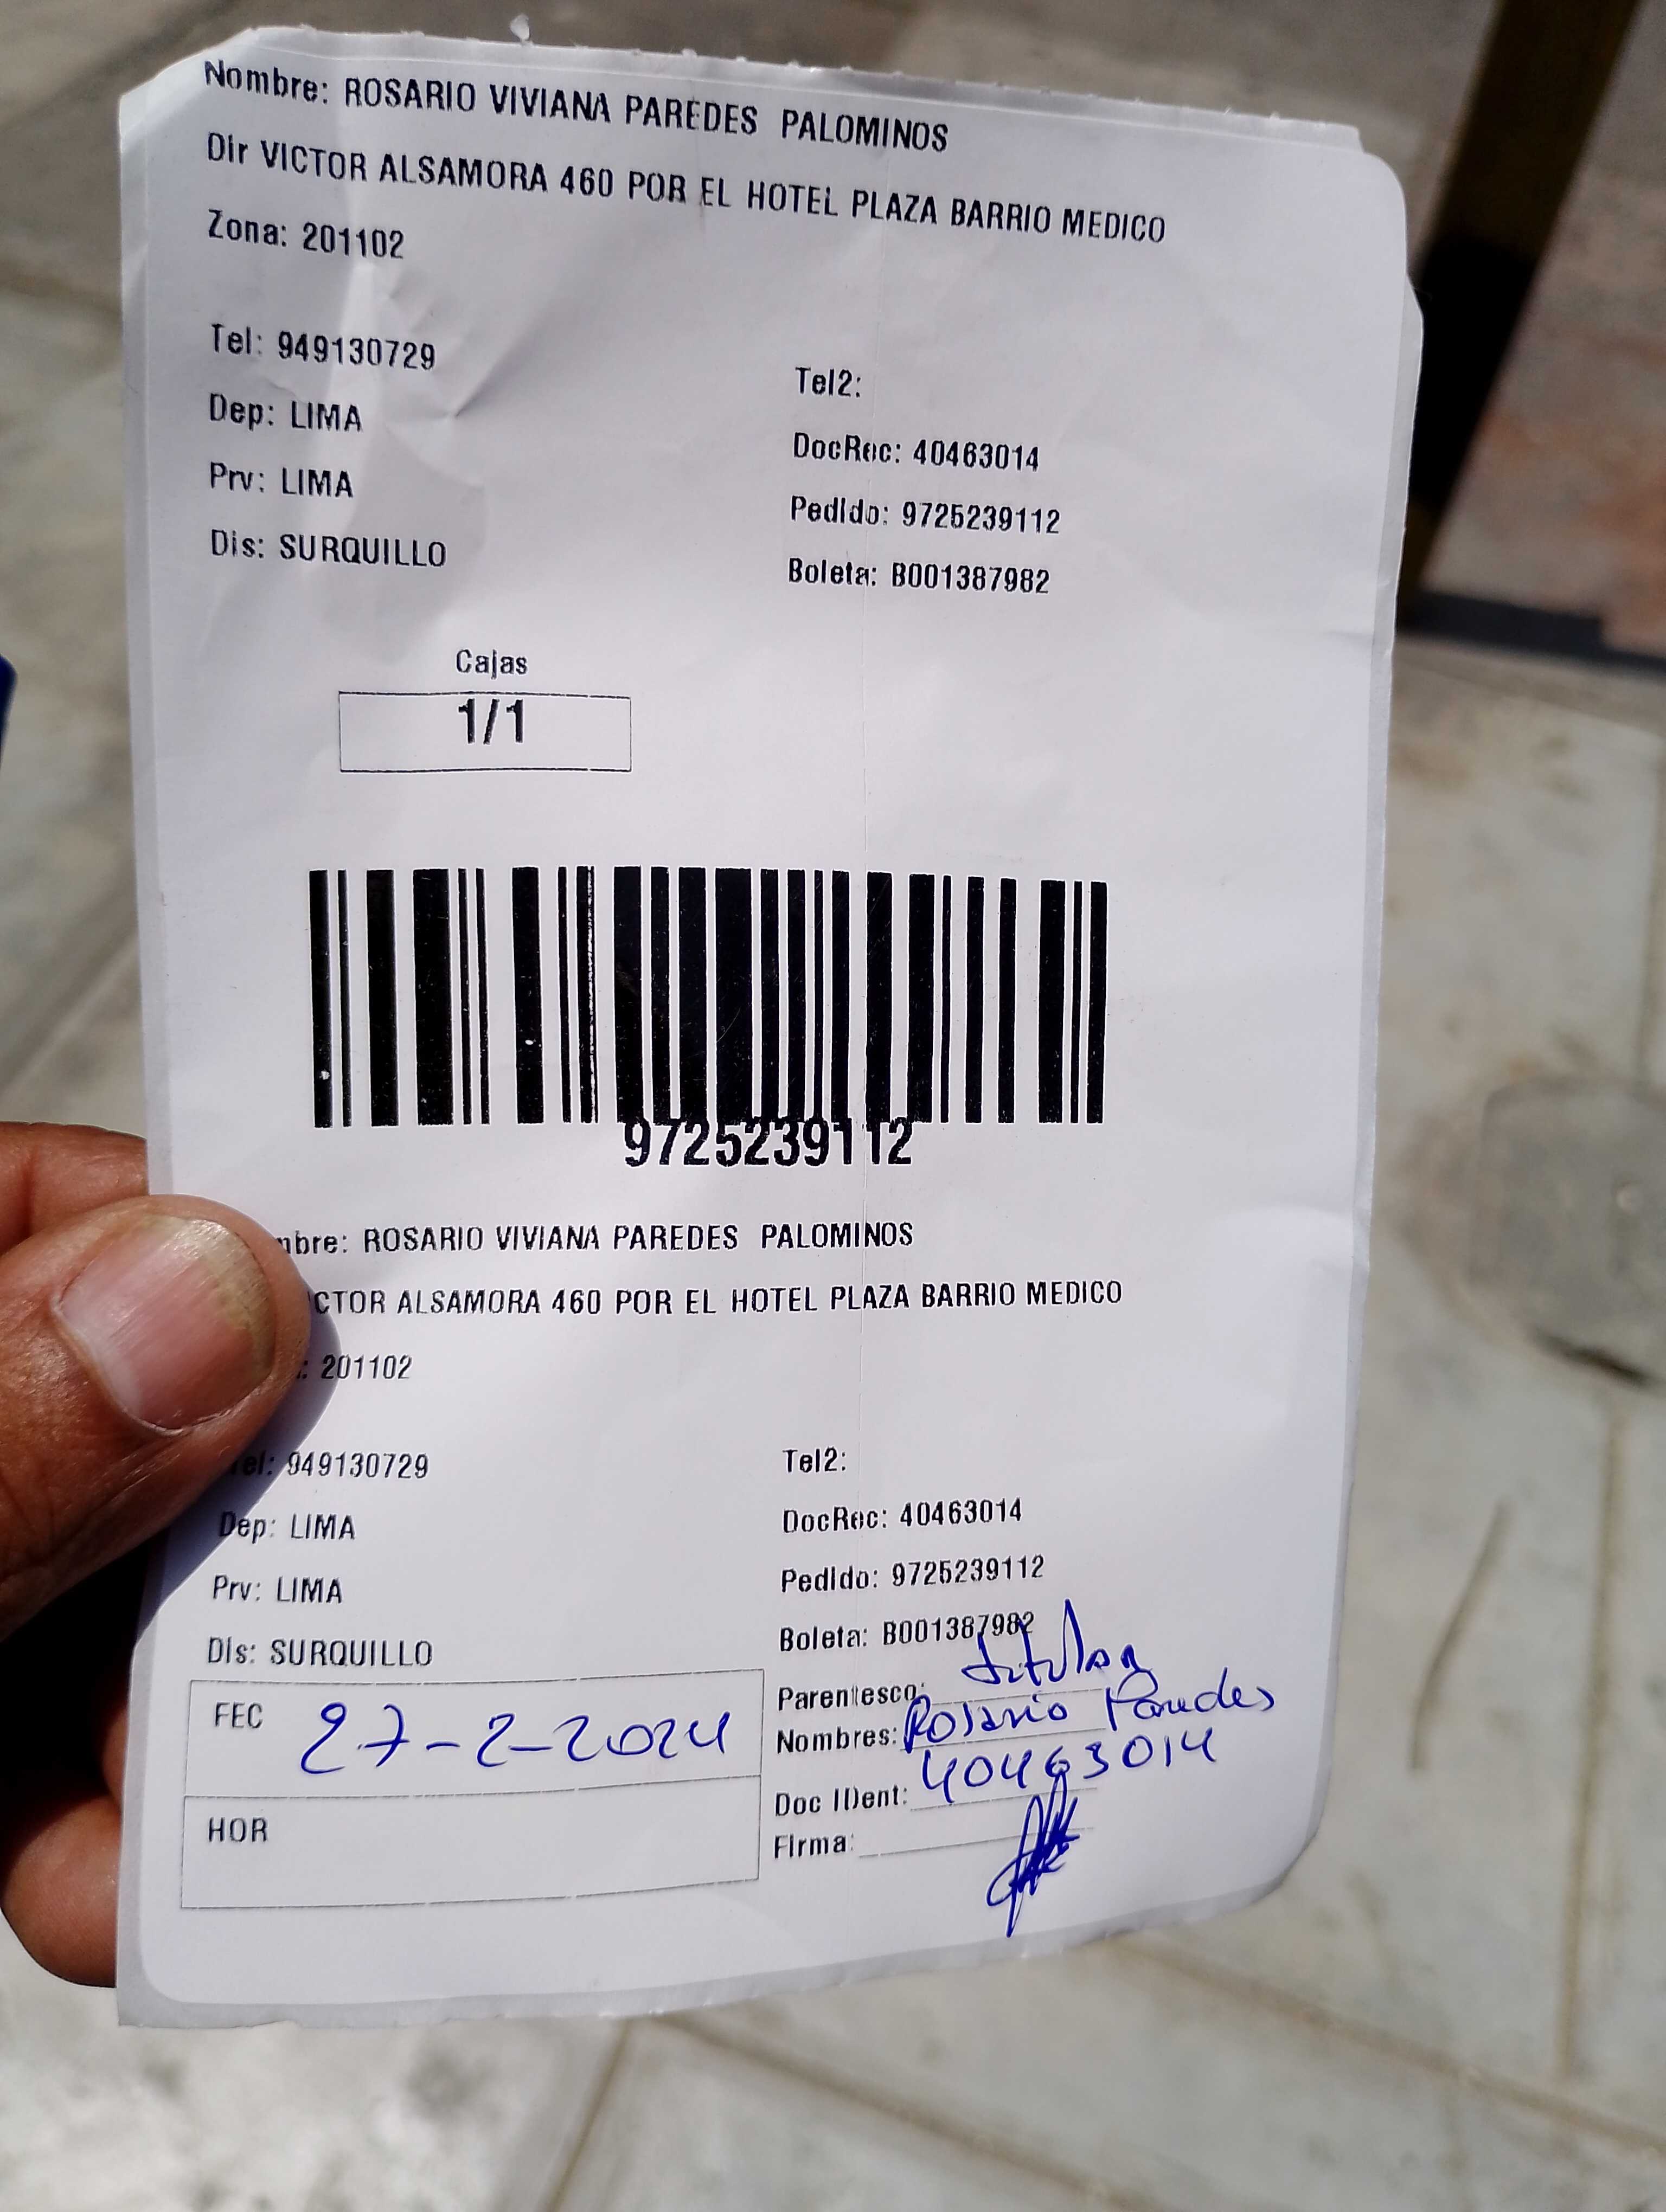 Nombre: ROSARIO VIVIANA PAREDES PALOMINOS
Dir VICTOR ALSAMORA 460 POR EL HOTEL PLAZA BARRIO MEDICO
Zona: 201102
Tel: 949130729
Tel2:
Dep: LIMA
DocRec: 40463014
Prv: LIMA
Pedido: 9725239112
Dis: SURQUILLO
Boleta: B001387982
Cajas
1/1
9725239112
mbre: ROSARIO VIVIANA PAREDES PALOMINOS
CTOR ALSAMORA 460 POR EL HOTEL PLAZA BARRIO MEDICO
: 201102
Tel: 949130729
Tel2:
Dep: LIMA
DocRec: 40463014
Prv: LIMA
Pedido: 9725239112
Dis: SURQUILLO
Boleta: B001387982
Parentesco: titular
FEC 27-2-2024
Nombres: Rosario Paredes
Doc IDent: 40463014
HOR
Firma: